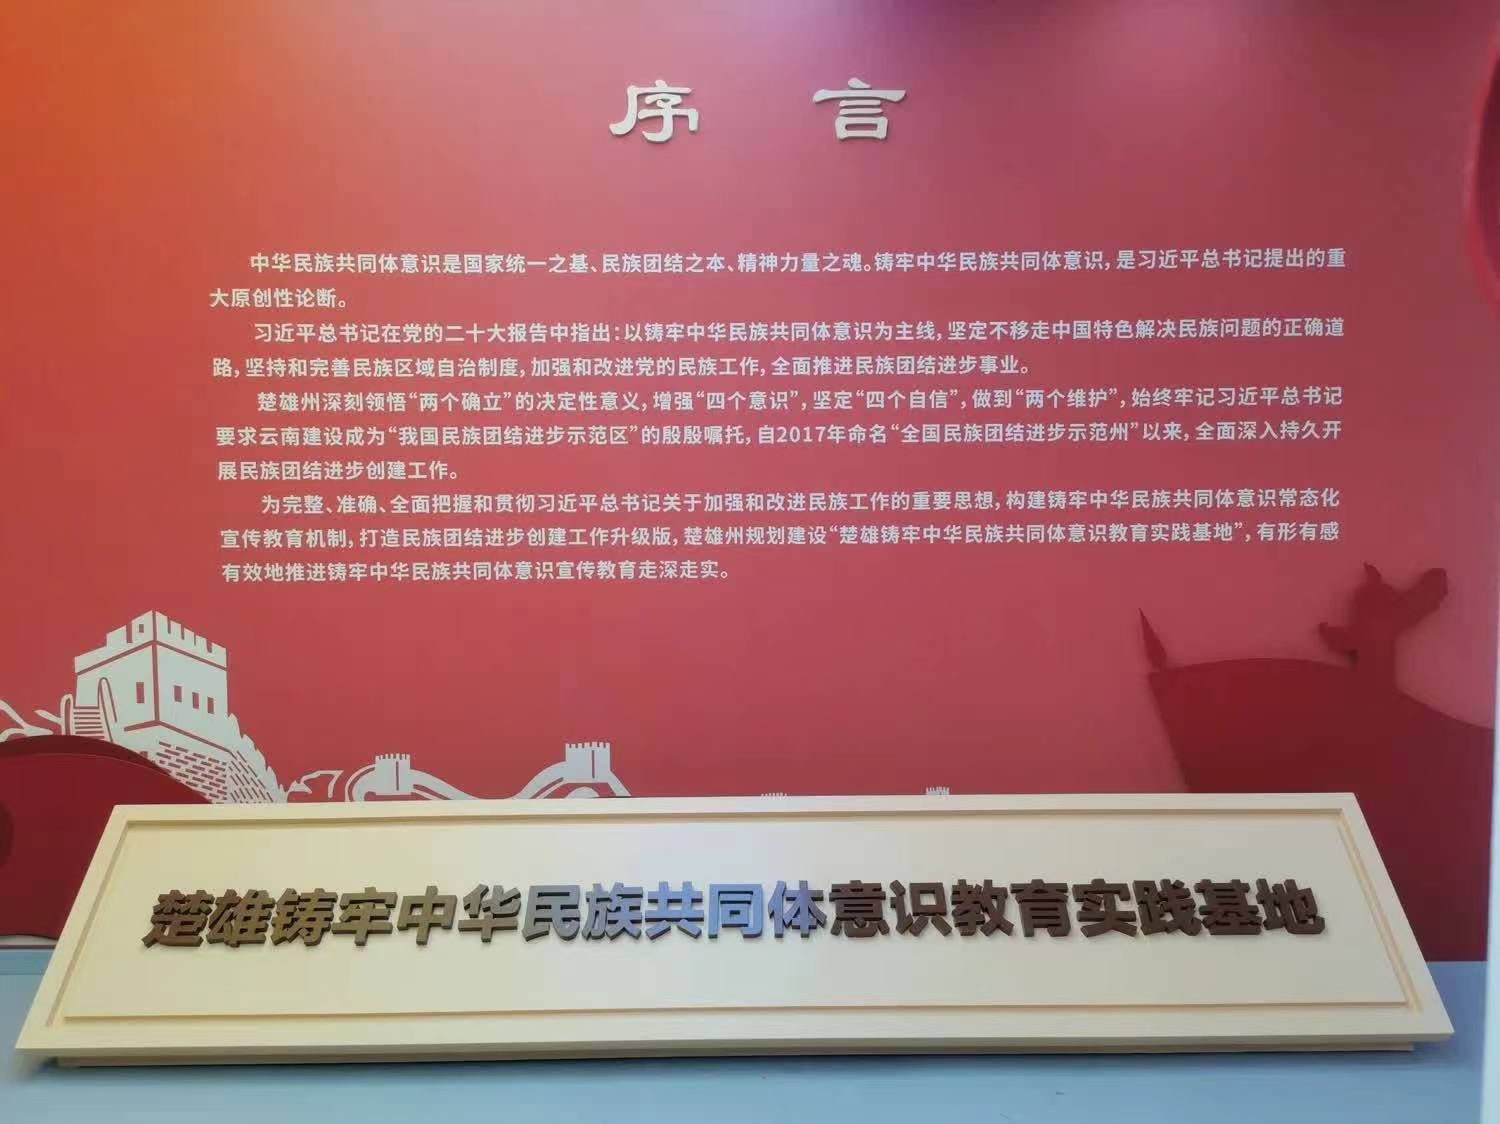 序言
中华民族共同体意识是国家统一之基、民族团结之本、精神力量之魂。铸牢中华民族共同体意识，是习近平总书记提出的重
大原创性论断。
习近平总书记在党的二十大报告中指出：以铸牢中华民族共同体意识为主线，坚定不移走中国特色解决民族问题的正确道
路，坚持和完善民族区域自治制度，加强和改进党的民族工作，全面推进民族团结进步事业。
楚雄州深刻领悟“两个确立”的决定性意义，增强“四个意识”，坚定“四个自信”，做到“两个维护”，始终牢记习近平总书记
要求云南建设成为“我国民族团结进步示范区”的殷殷嘱托，自2017年命名“全国民族团结进步示范州”以来，全面深入持久开
展民族团结进步创建工作。
为完整、准确、全面把握和贯彻习近平总书记关于加强和改进民族工作的重要思想，构建铸牢中华民族共同体意识常态化
宣传教育机制，打造民族团结进步创建工作升级版，楚雄州规划建设“楚雄铸牢中华民族共同体意识教育实践基地”，有形有感
有效地推进铸牢中华民族共同体意识宣传教育走深走实。
楚雄铸牢中华民族共同体意识教育实践基地